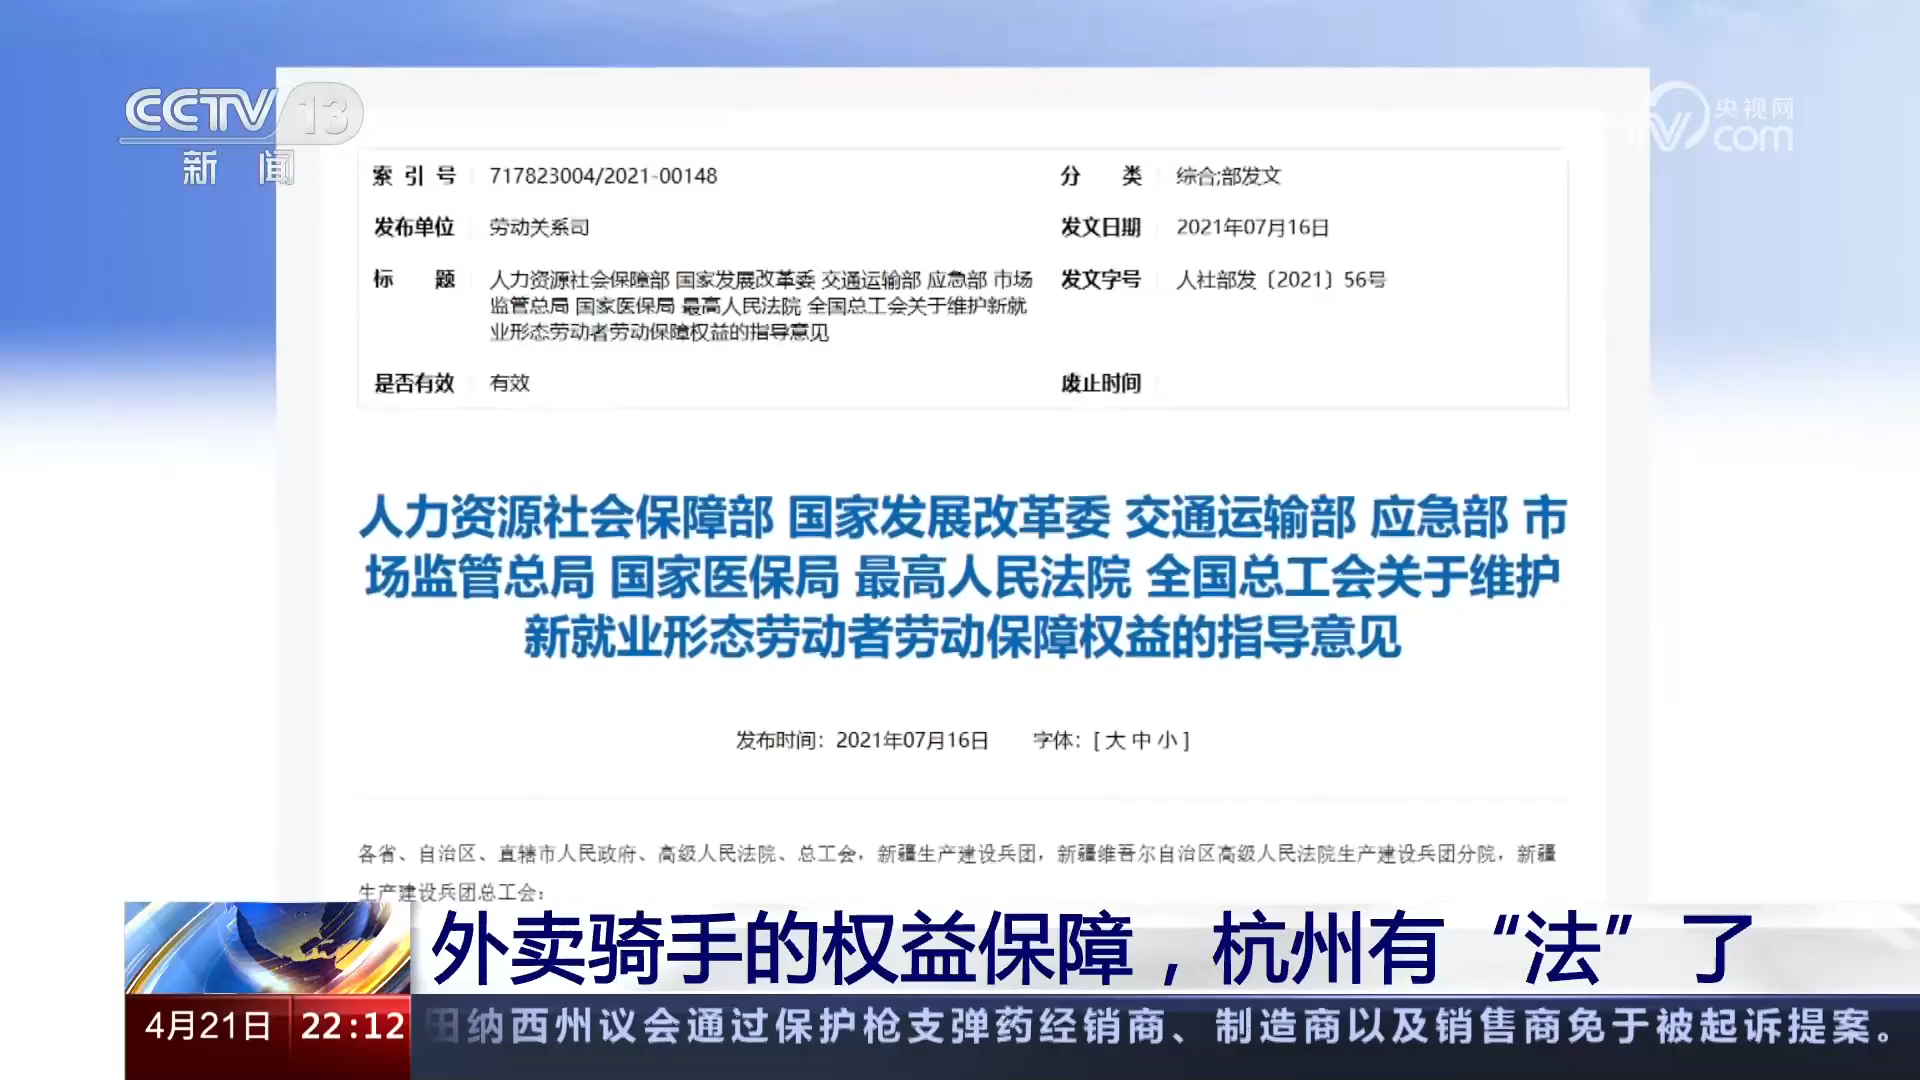 CCTV 13
新闻
央视网
com
索引号 717823004/2021-00148 分类 综合;部发文
发布单位 劳动关系司 发文日期 2021年07月16日
标题 人力资源社会保障部 国家发展改革委 交通运输部 应急部 市场 发文字号 人社部发〔2021〕56号
监管总局 国家医保局 最高人民法院 全国总工会关于维护新就
业形态劳动者劳动保障权益的指导意见
是否有效 有效 废止时间
人力资源社会保障部 国家发展改革委 交通运输部 应急部 市
场监管总局 国家医保局 最高人民法院 全国总工会关于维护
新就业形态劳动者劳动保障权益的指导意见
发布时间：2021年07月16日 字体：[ 大 中 小 ]
各省、自治区、直辖市人民政府、高级人民法院、总工会，新疆生产建设兵团，新疆维吾尔自治区高级人民法院生产建设兵团分院，新疆
生产建设兵团总工会：
外卖骑手的权益保障，杭州有“法”了
4月21日 22:12 田纳西州议会通过保护枪支弹药经销商、制造商以及销售商免于被起诉提案。